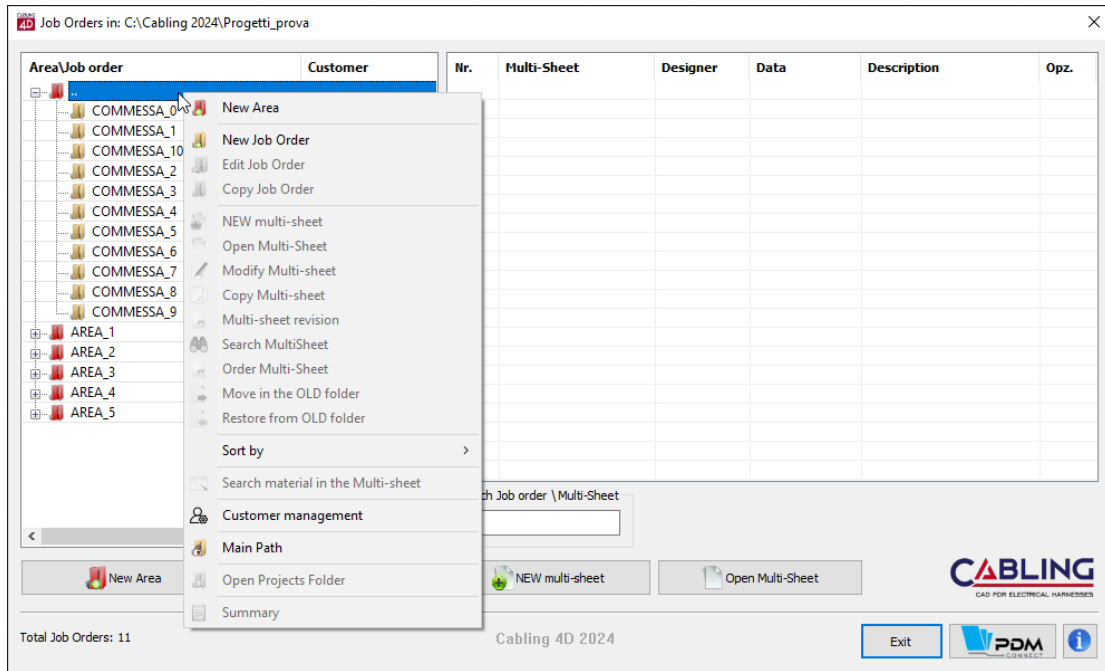 Job Orders in: C:\Cabling 2024\Progetti_prova
Area\Job order Customer
..
COMMESSA_0
COMMESSA_1
COMMESSA_10
COMMESSA_2
COMMESSA_3
COMMESSA_4
COMMESSA_5
COMMESSA_6
COMMESSA_7
COMMESSA_8
COMMESSA_9
AREA_1
AREA_2
AREA_3
AREA_4
AREA_5
New Area
New Job Order
Edit Job Order
Copy Job Order
NEW multi-sheet
Open Multi-Sheet
Modify Multi-sheet
Copy Multi-sheet
Multi-sheet revision
Search MultiSheet
Order Multi-Sheet
Move in the OLD folder
Restore from OLD folder
Sort by
Search material in the Multi-sheet
Customer management
Main Path
Open Projects Folder
Summary
Nr. Multi-Sheet Designer Data Description Opz.
Job order \ Multi-Sheet
New Area
NEW multi-sheet
Open Multi-Sheet
CABLING
CAD FOR ELECTRICAL HARNESSES
Total Job Orders: 11
Cabling 4D 2024
Exit
PDM
CONNECT